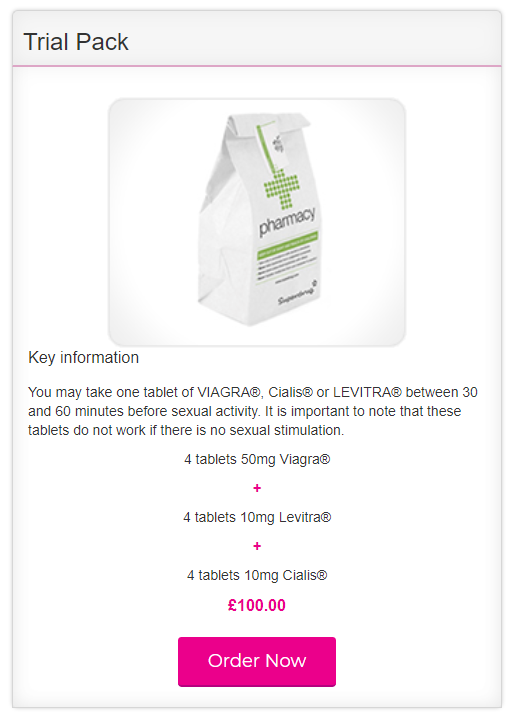 Trial Pack
pharmacy
Superdrug
Key information
You may take one tablet of VIAGRA®, Cialis® or LEVITRA® between 30
and 60 minutes before sexual activity. It is important to note that these
tablets do not work if there is no sexual stimulation.
4 tablets 50mg Viagra®
+
4 tablets 10mg Levitra®
+
4 tablets 10mg Cialis®
£100.00
Order Now